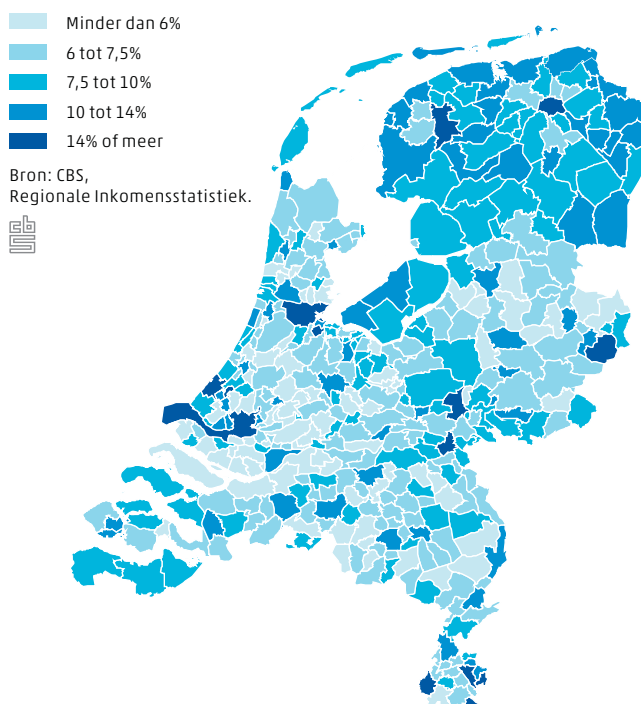 Minder dan 6%
6 tot 7,5%
7,5 tot 10%
10 tot 14%
14% of meer
Bron: CBS,
Regionale Inkomensstatistiek.
cbs